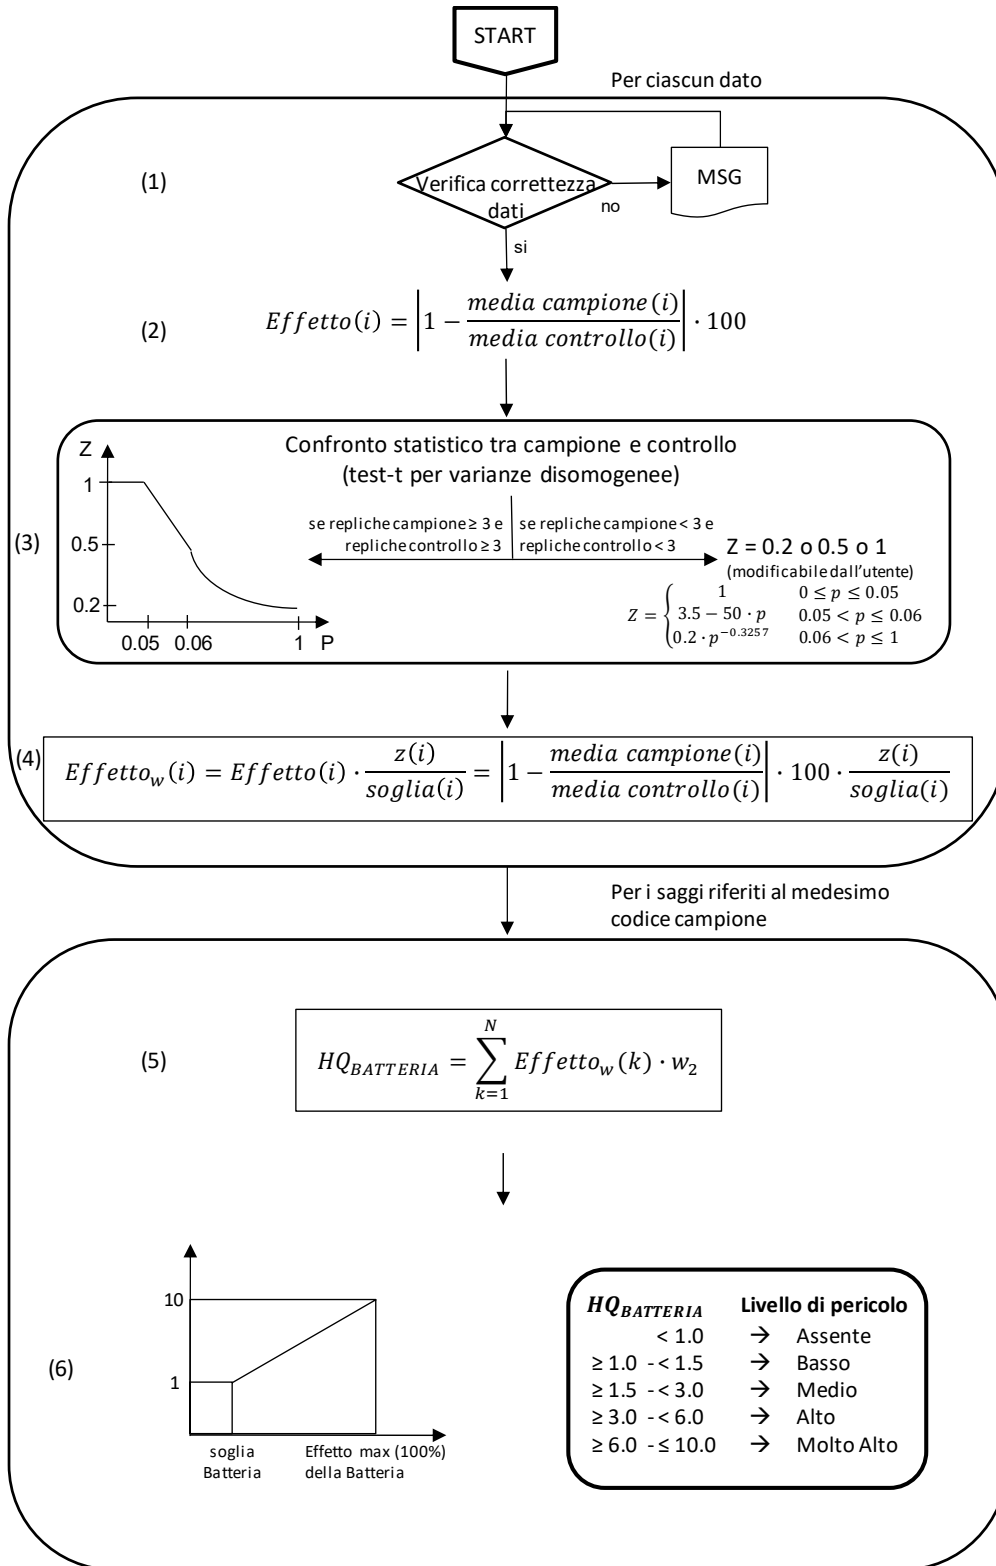 START
Per ciascun dato
(1)
Verifica correttezza
dati
no
MSG
si
(2)
Effetto(i) = |1 − media campione(i) / media controllo(i)| · 100
(3)
Confronto statistico tra campione e controllo
(test-t per varianze disomogenee)
Z
1
0.5
0.2
0.05 0.06 1 P
se repliche campione ≥ 3 e
repliche controllo ≥ 3
se repliche campione < 3 e
repliche controllo < 3
Z = 0.2 o 0.5 o 1
(modificabile dall'utente)
Z = { 1 0 ≤ p ≤ 0.05
3.5 − 50 · p 0.05 < p ≤ 0.06
0.2 · p^−0.3257 0.06 < p ≤ 1
(4)
Effetto_w(i) = Effetto(i) · z(i) / soglia(i) = |1 − media campione(i) / media controllo(i)| · 100 · z(i) / soglia(i)
Per i saggi riferiti al medesimo
codice campione
(5)
HQ_BATTERIA = ∑_{k=1}^{N} Effetto_w(k) · w_2
(6)
10
1
soglia
Batteria
Effetto max (100%)
della Batteria
HQ_BATTERIA Livello di pericolo
< 1.0 → Assente
≥ 1.0 - < 1.5 → Basso
≥ 1.5 - < 3.0 → Medio
≥ 3.0 - < 6.0 → Alto
≥ 6.0 - ≤ 10.0 → Molto Alto